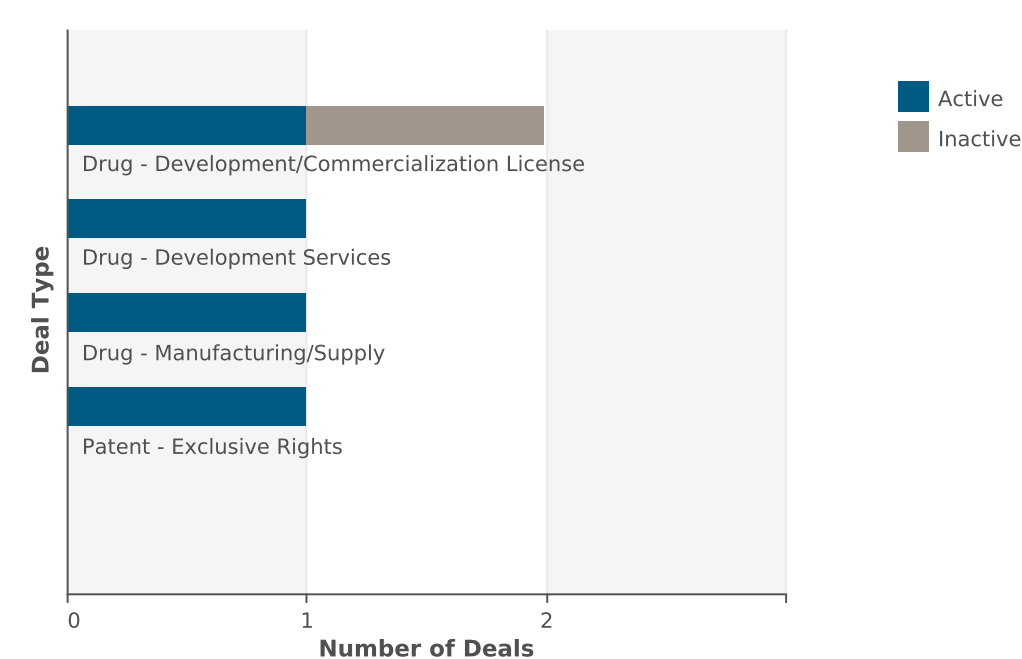 Active
Inactive
Drug - Development/Commercialization License
Drug - Development Services
Drug - Manufacturing/Supply
Patent - Exclusive Rights
Deal Type
0 1 2
Number of Deals